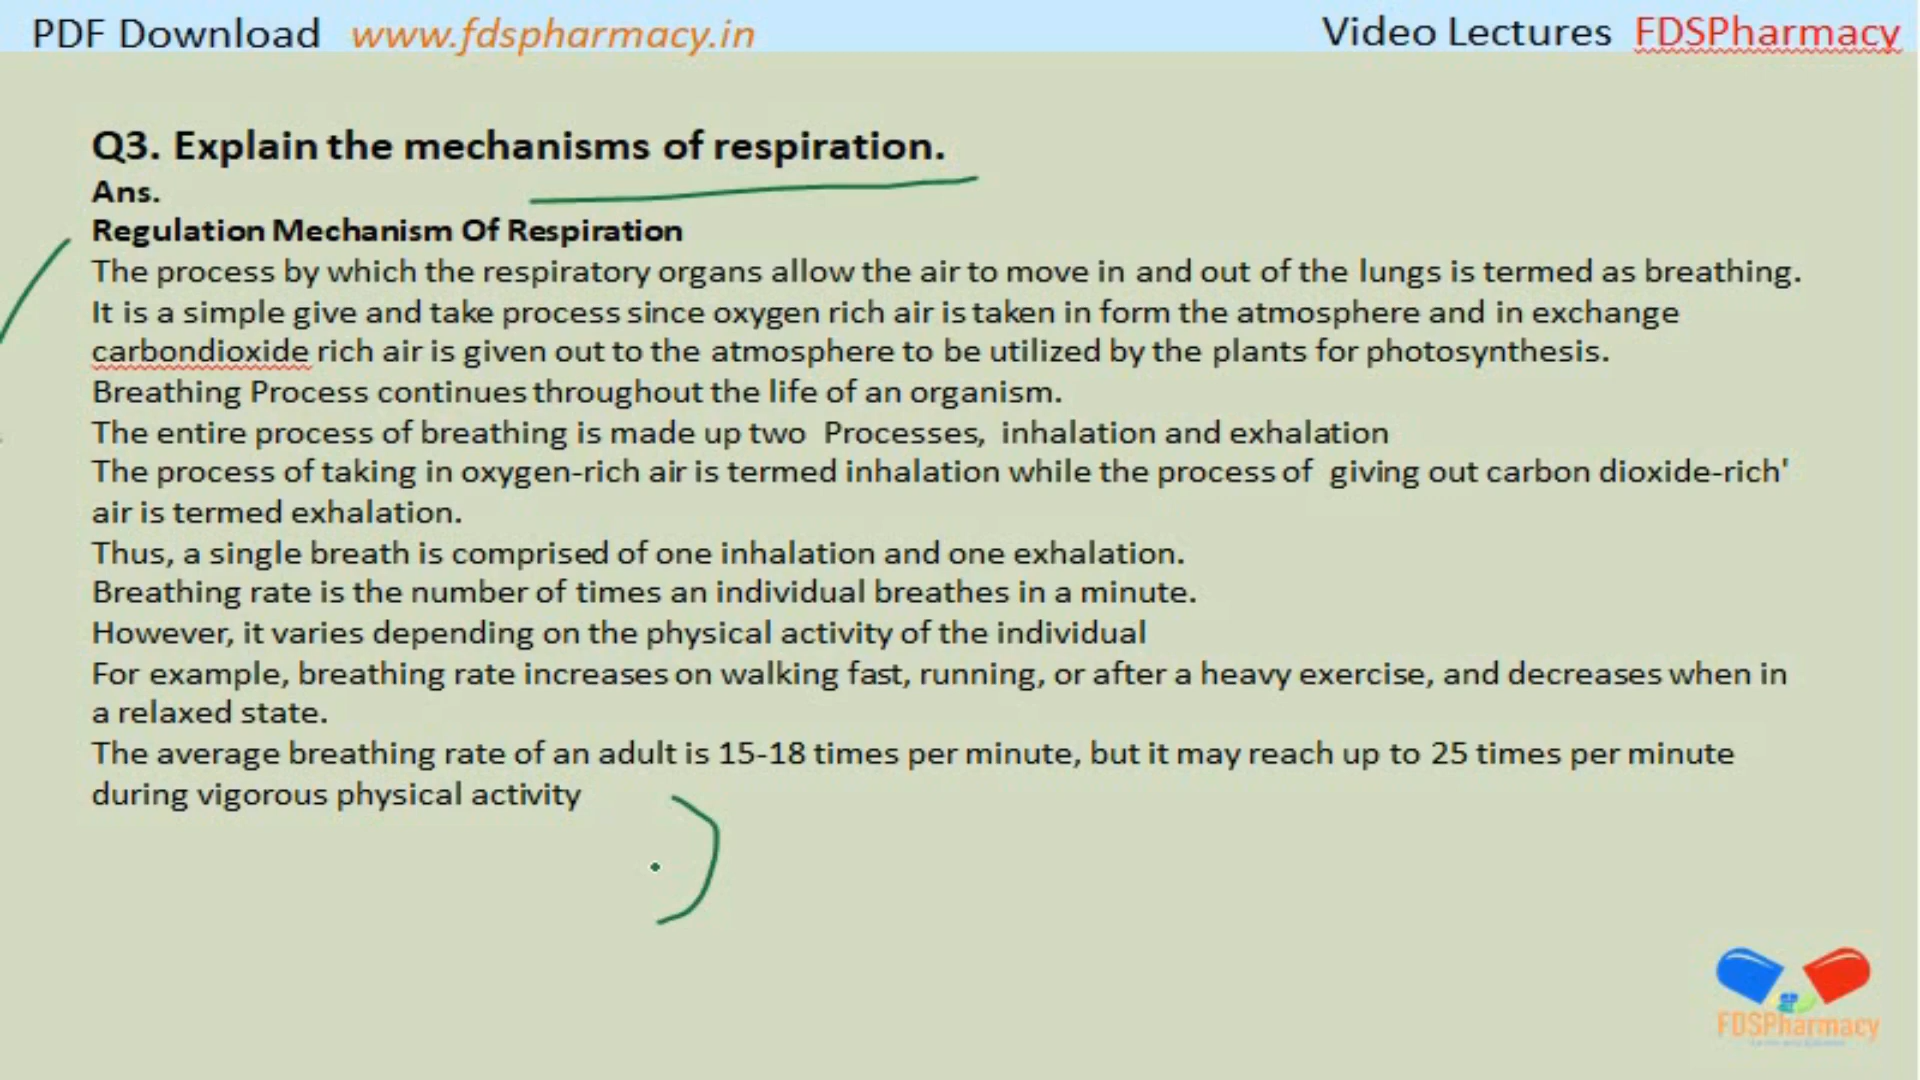 PDF Download www.fdspharmacy.in Video Lectures FDSPharmacy
Q3. Explain the mechanisms of respiration.
Ans.
Regulation Mechanism Of Respiration
The process by which the respiratory organs allow the air to move in and out of the lungs is termed as breathing.
It is a simple give and take process since oxygen rich air is taken in form the atmosphere and in exchange
carbondioxide rich air is given out to the atmosphere to be utilized by the plants for photosynthesis.
Breathing Process continues throughout the life of an organism.
The entire process of breathing is made up two Processes, inhalation and exhalation
The process of taking in oxygen-rich air is termed inhalation while the process of giving out carbon dioxide-rich'
air is termed exhalation.
Thus, a single breath is comprised of one inhalation and one exhalation.
Breathing rate is the number of times an individual breathes in a minute.
However, it varies depending on the physical activity of the individual
For example, breathing rate increases on walking fast, running, or after a heavy exercise, and decreases when in
a relaxed state.
The average breathing rate of an adult is 15-18 times per minute, but it may reach up to 25 times per minute
during vigorous physical activity
FDSPharmacy